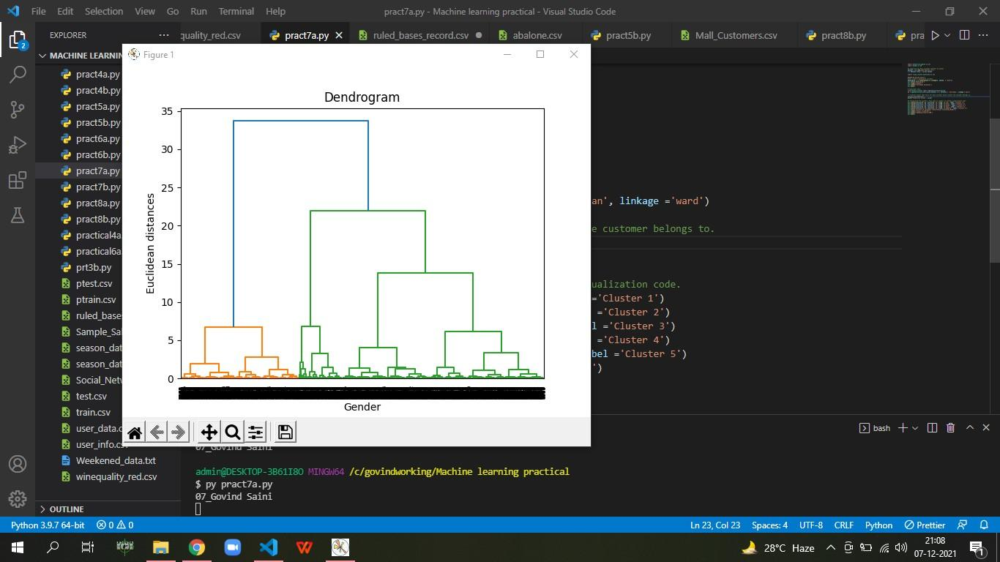 File Edit Selection View Go Run Terminal Help pract7a.py - Machine learning practical - Visual Studio Code
EXPLORER
quality_red.csv pract7a.py ruled_bases_record.csv abalone.csv pract5b.py Mall_Customers.csv pract8b.py pra
2
MACHINE LEARNIN
pract4a.py
pract4b.py
pract5a.py
pract5b.py
pract6a.py
pract6b.py
pract7a.py
pract7b.py
pract8a.py
pract8b.py
practical4a
practical6a
prt3b.py
ptest.csv
ptrain.csv
ruled_base
Sample_Sa
season_dat
season_dat
Social_Net
test.csv
train.csv
user_data.c
user_info.cs
Weekened_data.txt
winequality_red.csv
OUTLINE
Figure 1
Dendrogram
Euclidean distances
35
30
25
20
15
10
5
0
Gender
an', linkage ='ward')
e customer belongs to.
ualization code.
='Cluster 1')
='Cluster 2')
l ='Cluster 3')
='Cluster 4')
bel ='Cluster 5')
')
bash
07_Govind Saini
admin@DESKTOP-3B61I8O MINGW64 /c/govindworking/Machine learning practical
$ py pract7a.py
07_Govind Saini
Python 3.9.7 64-bit 0 0 Ln 23, Col 23 Spaces: 4 UTF-8 CRLF Python Prettier
28°C Haze 21:08
07-12-2021
1